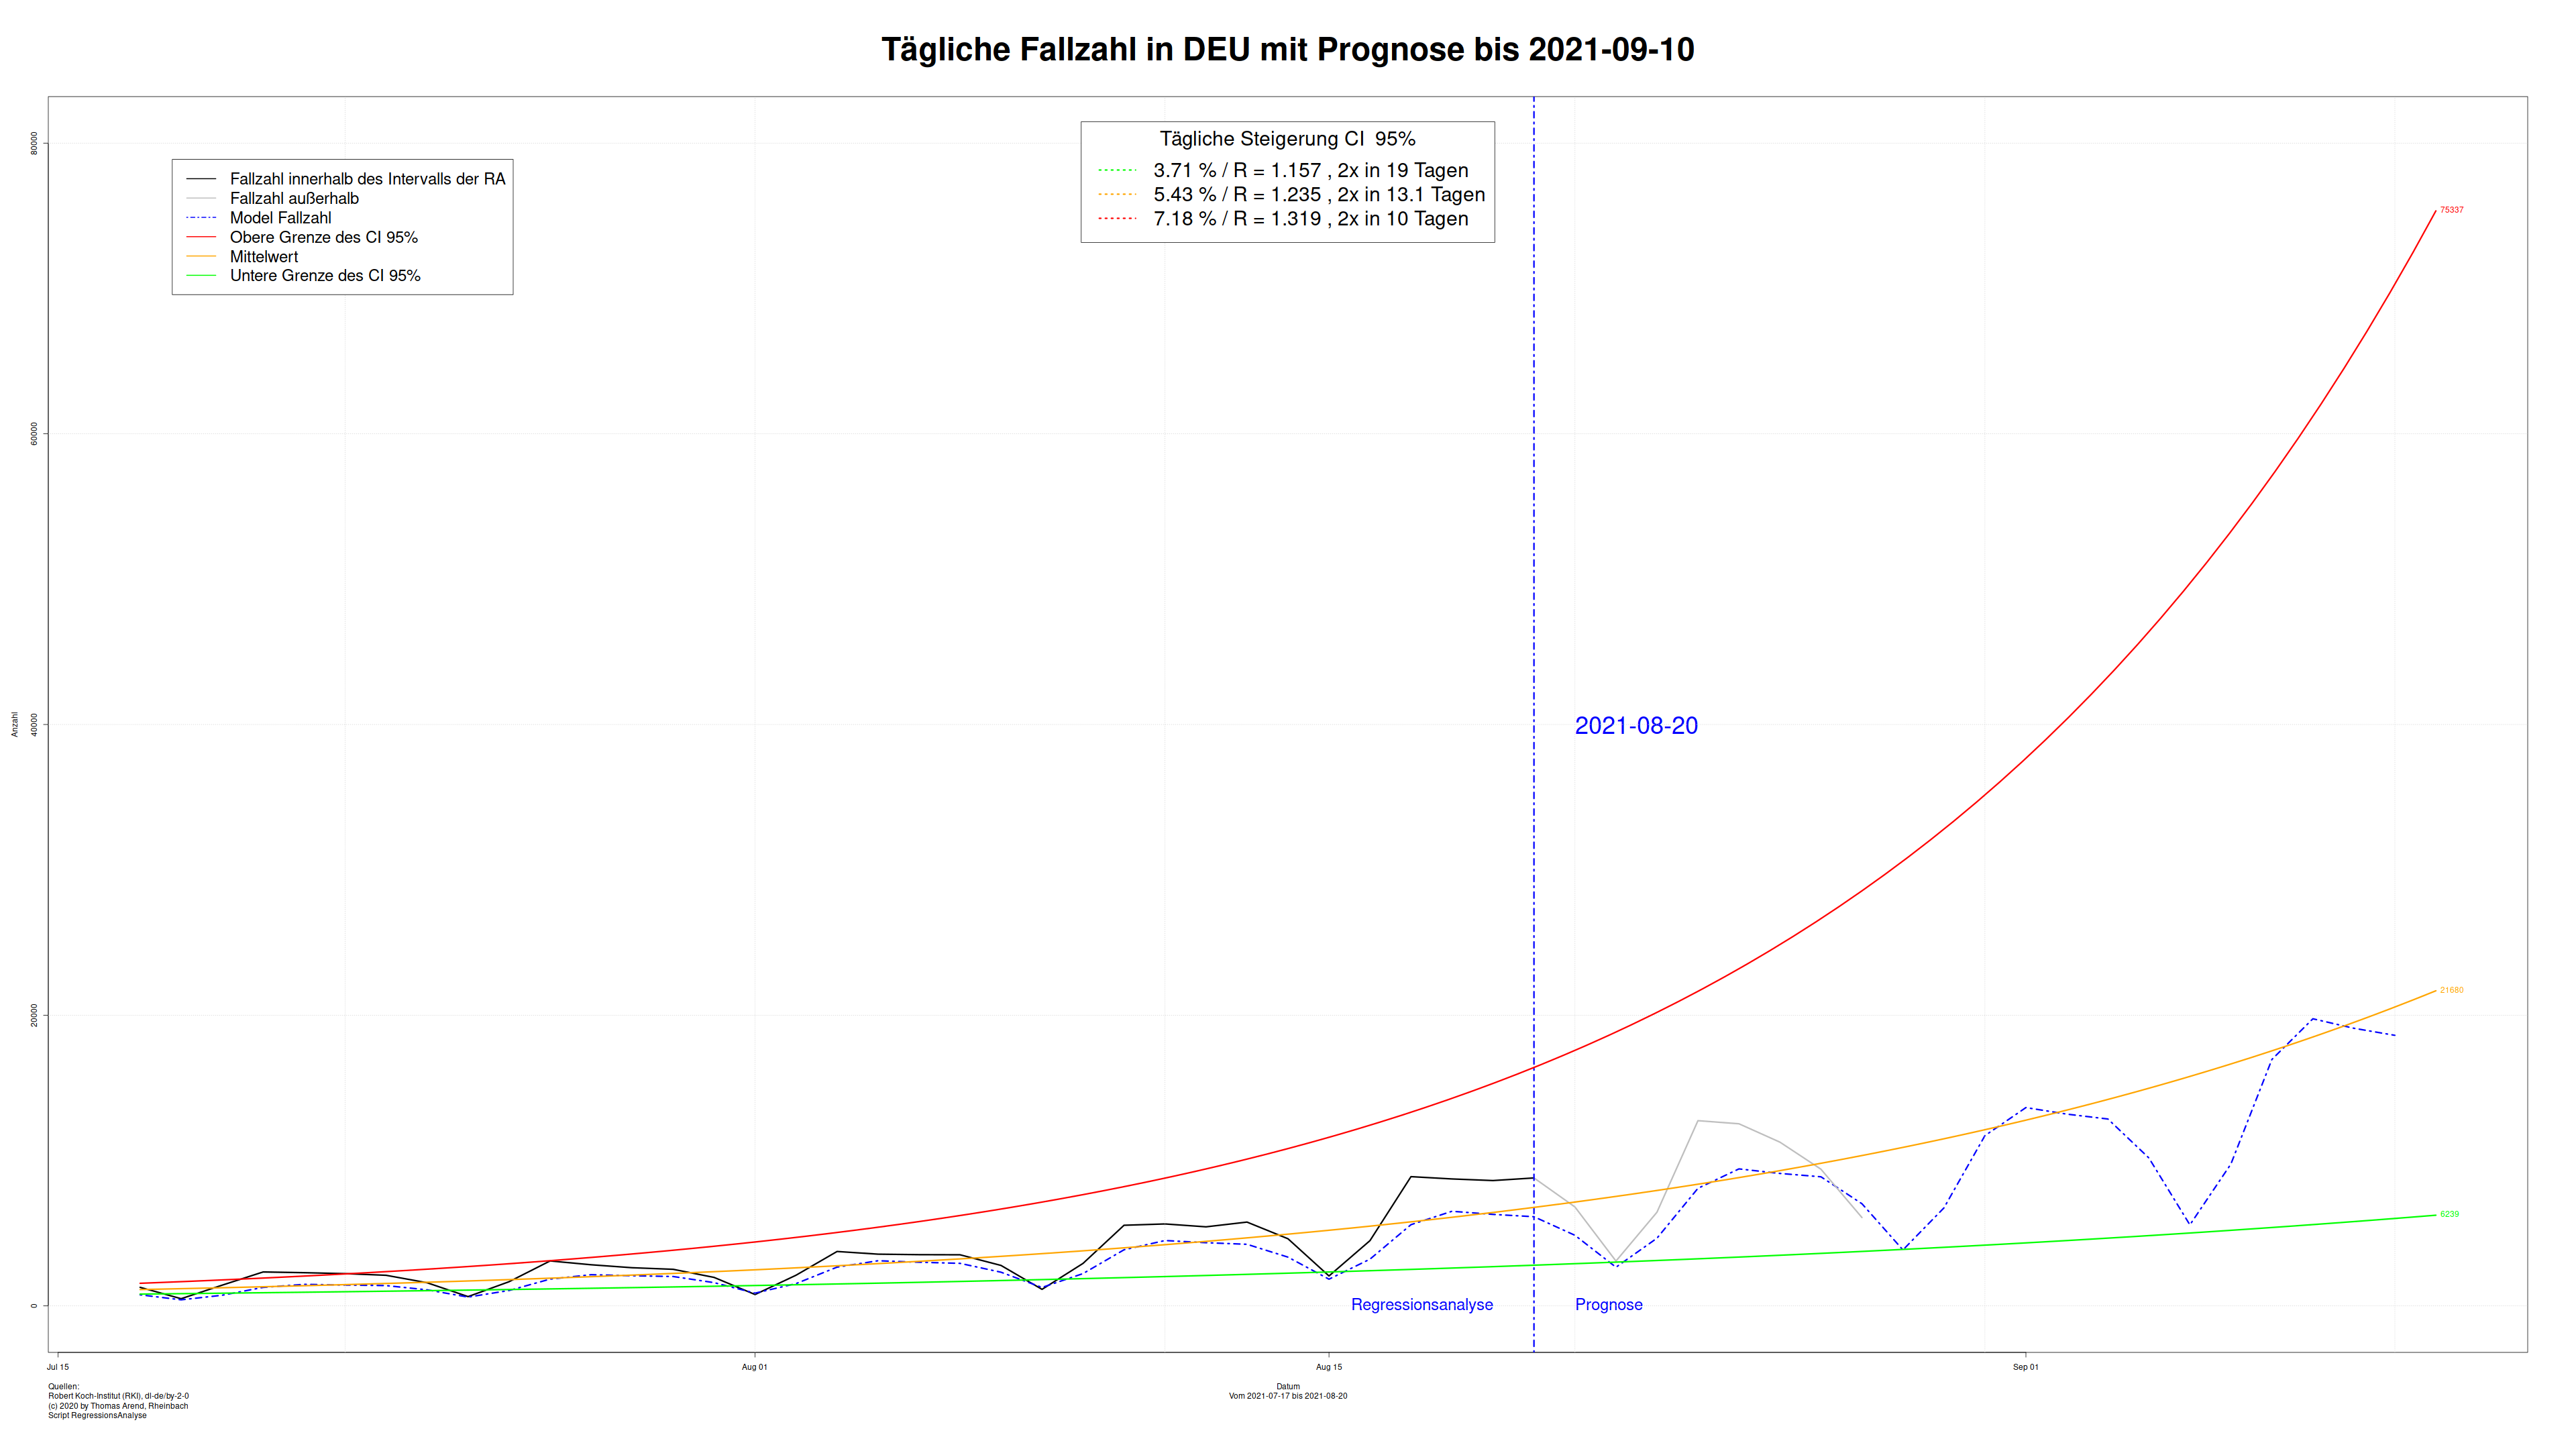 Tägliche Fallzahl in DEU mit Prognose bis 2021-09-10
Fallzahl innerhalb des Intervalls der RA
Fallzahl außerhalb
Model Fallzahl
Obere Grenze des CI 95%
Mittelwert
Untere Grenze des CI 95%
Tägliche Steigerung CI 95%
3.71 % / R = 1.157 , 2x in 19 Tagen
5.43 % / R = 1.235 , 2x in 13.1 Tagen
7.18 % / R = 1.319 , 2x in 10 Tagen
80000
60000
40000
20000
0
Anzahl
75337
21680
6239
2021-08-20
Regressionsanalyse
Prognose
Jul 15
Aug 01
Aug 15
Sep 01
Datum
Vom 2021-07-17 bis 2021-08-20
Quellen:
Robert Koch-Institut (RKI), dl-de/by-2-0
(c) 2020 by Thomas Arend, Rheinbach
Script RegressionsAnalyse